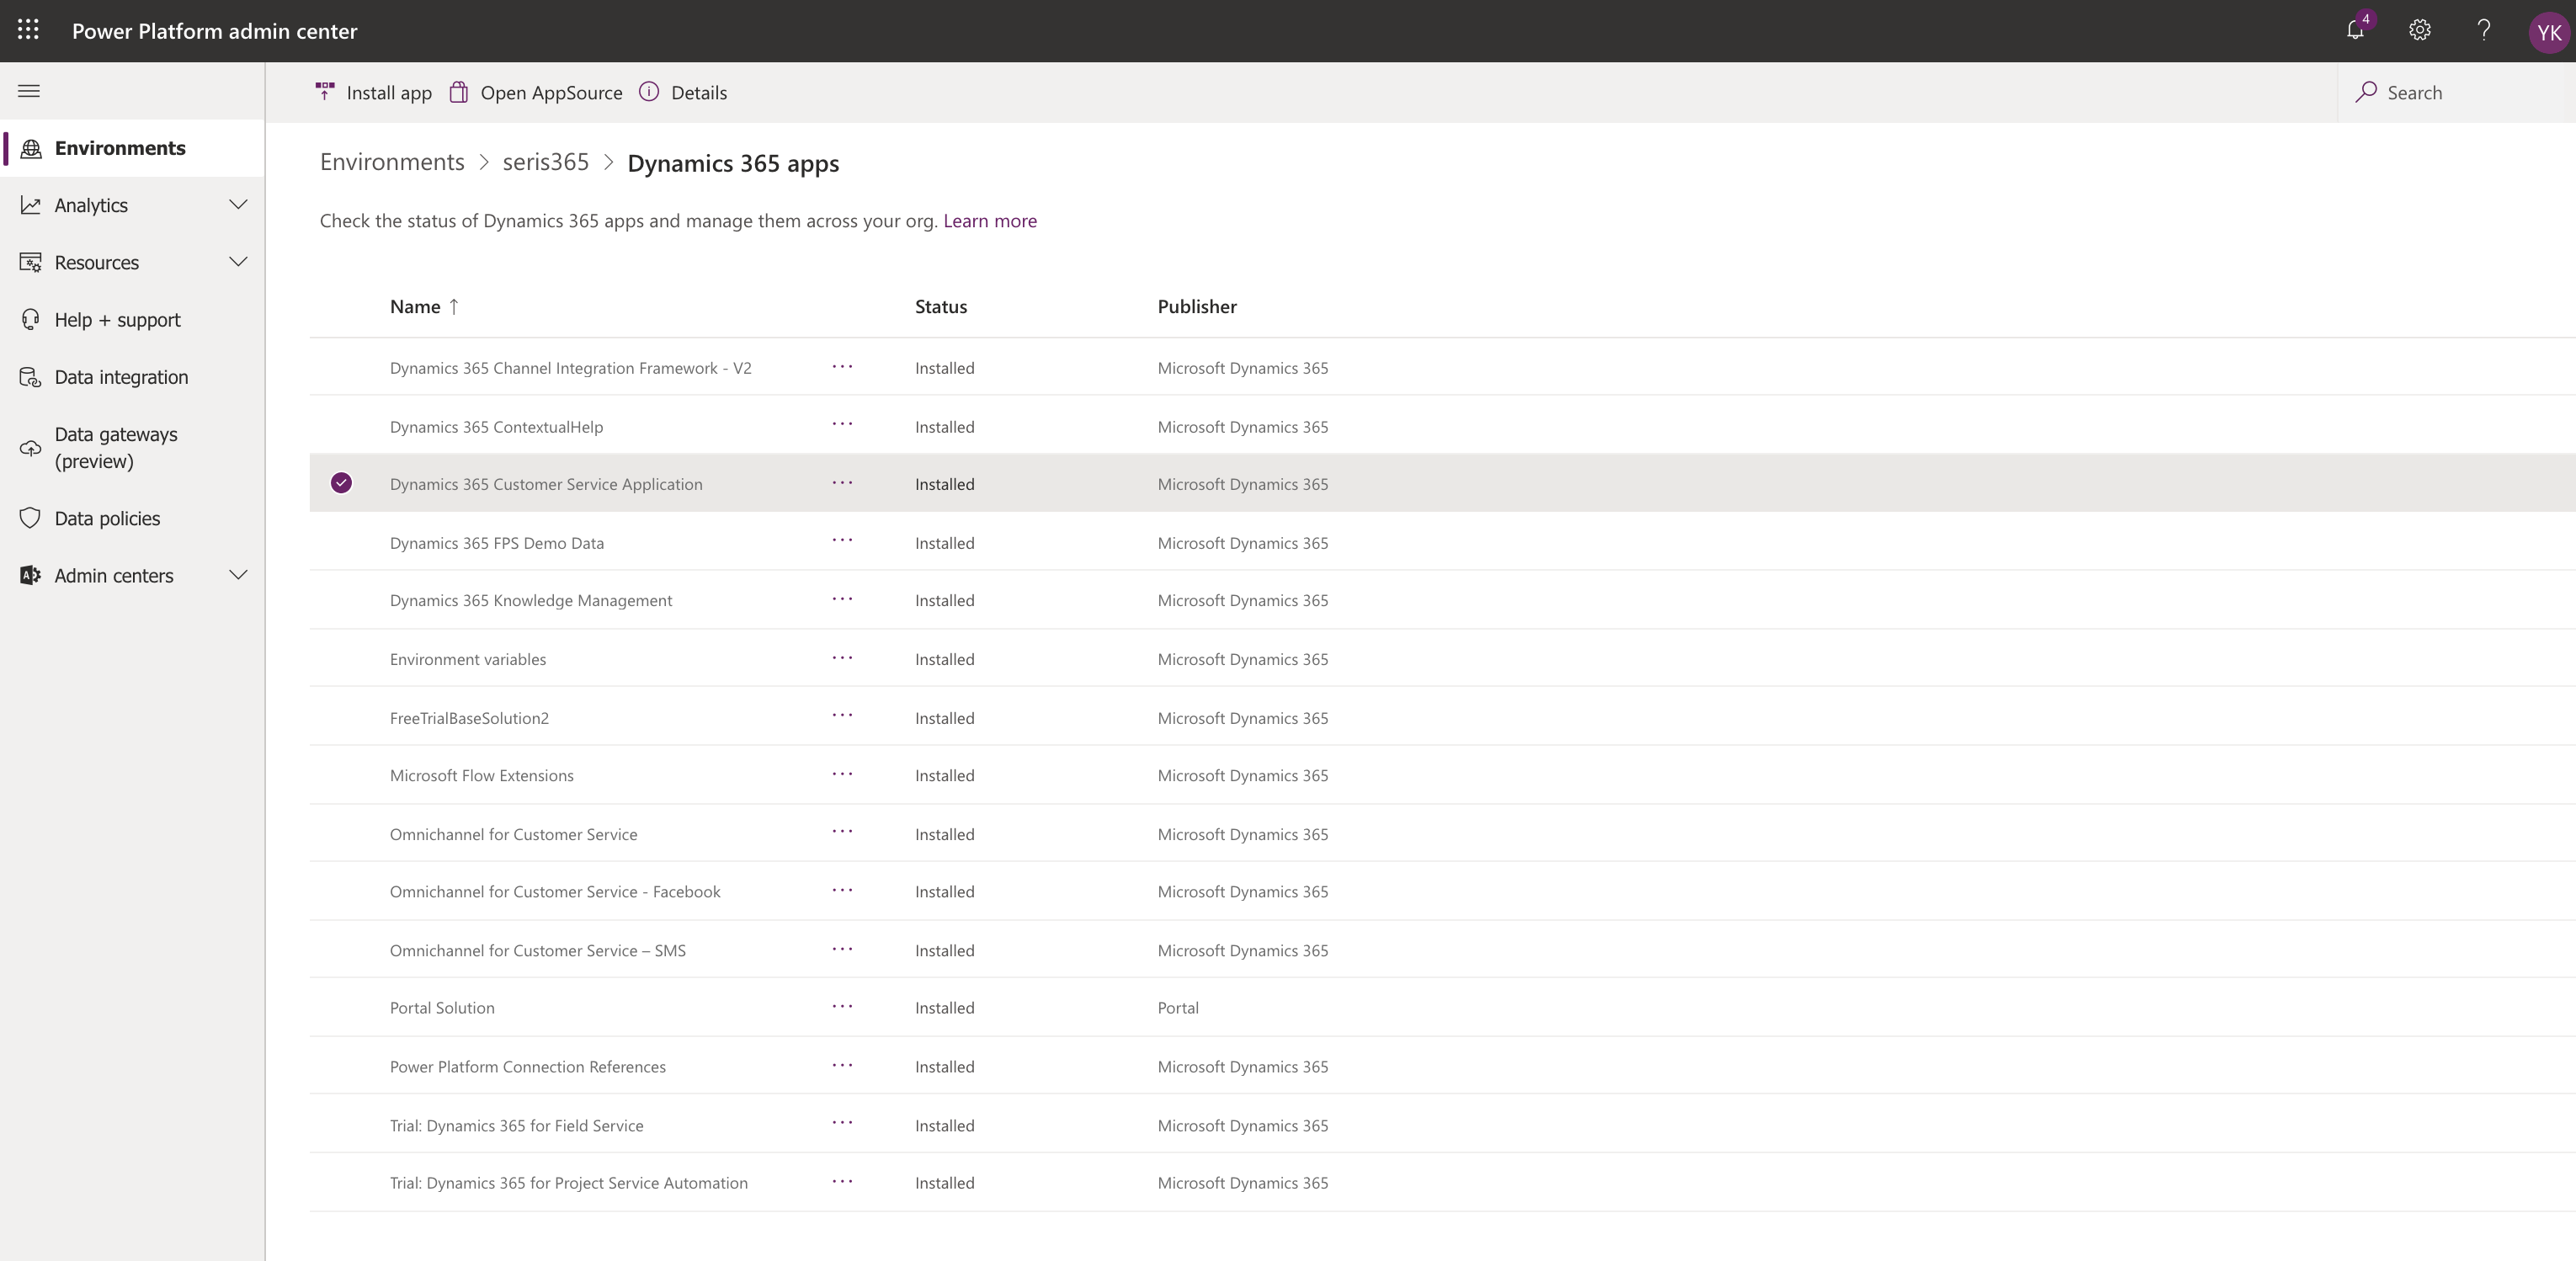 Power Platform admin center
4
YK
Install app
Open AppSource
Details
Search
Environments
Analytics
Resources
Help + support
Data integration
Data gateways
(preview)
Data policies
Admin centers
Environments > seris365 > Dynamics 365 apps
Check the status of Dynamics 365 apps and manage them across your org. Learn more
Name ↑ Status Publisher
Dynamics 365 Channel Integration Framework - V2 ... Installed Microsoft Dynamics 365
Dynamics 365 ContextualHelp ... Installed Microsoft Dynamics 365
Dynamics 365 Customer Service Application ... Installed Microsoft Dynamics 365
Dynamics 365 FPS Demo Data ... Installed Microsoft Dynamics 365
Dynamics 365 Knowledge Management ... Installed Microsoft Dynamics 365
Environment variables ... Installed Microsoft Dynamics 365
FreeTrialBaseSolution2 ... Installed Microsoft Dynamics 365
Microsoft Flow Extensions ... Installed Microsoft Dynamics 365
Omnichannel for Customer Service ... Installed Microsoft Dynamics 365
Omnichannel for Customer Service - Facebook ... Installed Microsoft Dynamics 365
Omnichannel for Customer Service – SMS ... Installed Microsoft Dynamics 365
Portal Solution ... Installed Portal
Power Platform Connection References ... Installed Microsoft Dynamics 365
Trial: Dynamics 365 for Field Service ... Installed Microsoft Dynamics 365
Trial: Dynamics 365 for Project Service Automation ... Installed Microsoft Dynamics 365